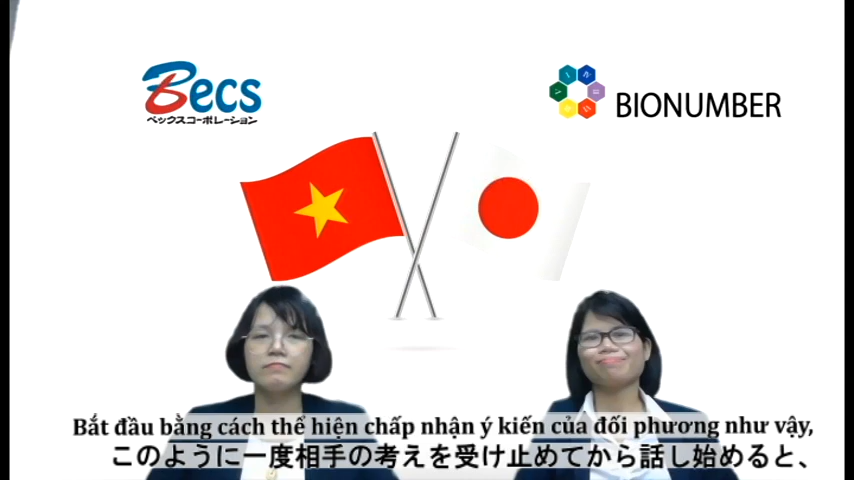 Becs
ベックスコーポレーション
BIONUMBER
Bắt đầu bằng cách thể hiện chấp nhận ý kiến của đối phương như vậy,
このように一度相手の考えを受け止めてから話し始めると、